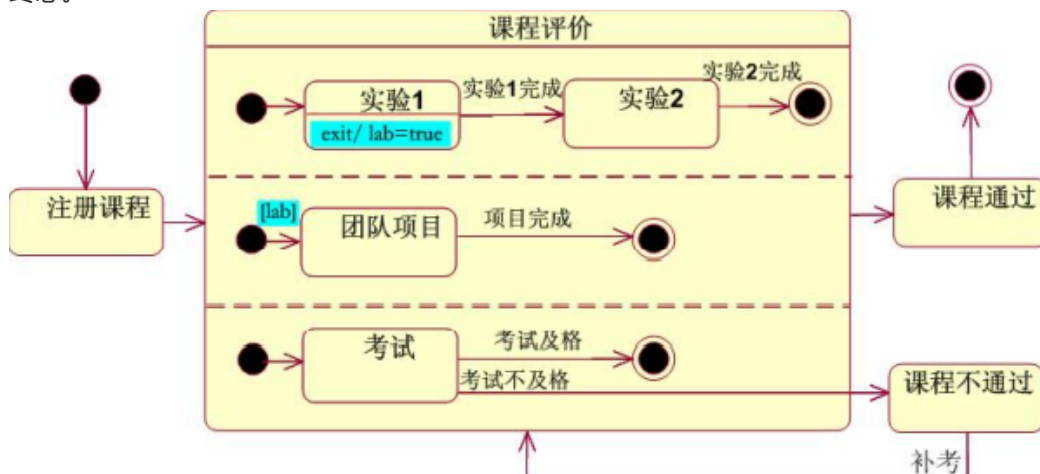 课程评价
实验1
exit/ lab=true
实验1完成
实验2
实验2完成
注册课程
[lab]
团队项目
项目完成
课程通过
考试
考试及格
考试不及格
课程不通过
补考